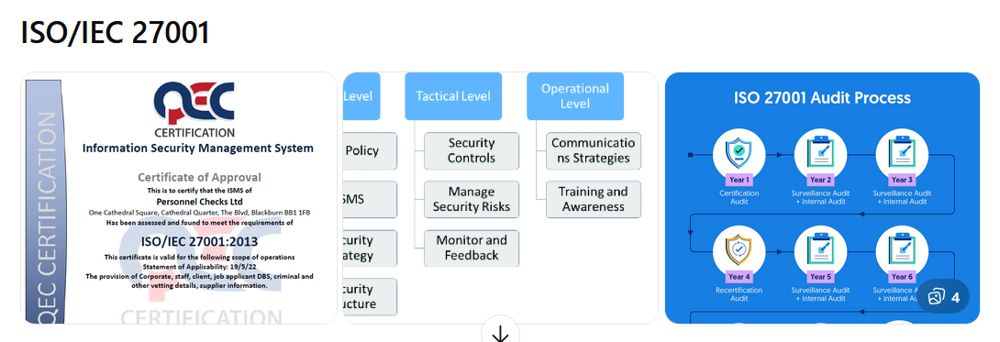 ISO/IEC 27001
QEC CERTIFICATION
QEC
CERTIFICATION
Information Security Management System
Certificate of Approval
This is to certify that the ISMS of
Personnel Checks Ltd
One Cathedral Square, Cathedral Quarter, The Blvd, Blackburn BB1 1FB
Has been assessed and found to meet the requirements of
ISO/IEC 27001:2013
This certificate is valid for the following scope of operations
Statement of Applicability: 19/5/22
The provision of Corporate, staff, client, job applicant DBS, criminal and
other vetting details, supplier information.
CERTIFICATION
Level
Policy
SMS
curity
ategy
curity
ucture
Tactical Level
Security
Controls
Manage
Security Risks
Monitor and
Feedback
Operational
Level
Communicatio
ns Strategies
Training and
Awareness
ISO 27001 Audit Process
Year 1
Certification
Audit
Year 2
Surveillance Audit
+ Internal Audit
Year 3
Surveillance Audit
+ Internal Audit
Year 4
Recertification
Audit
Year 5
Surveillance Audit
+ Internal Audit
Year 6
Surveillance A
+ Internal Au
4